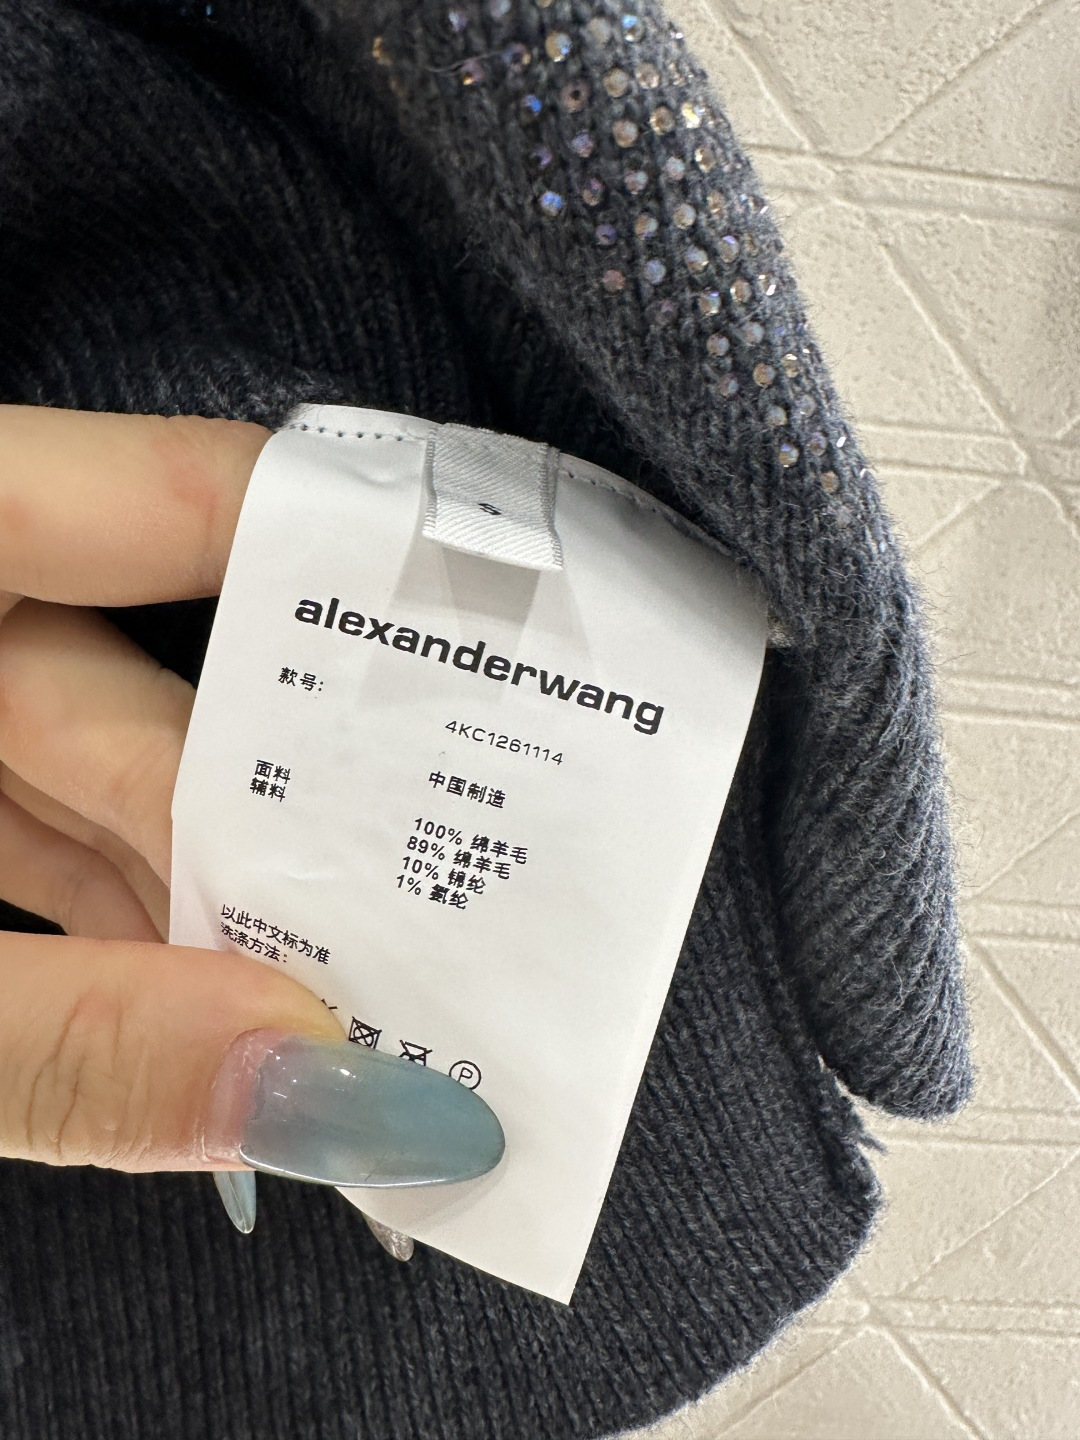 S
alexanderwang
款号:
4KC1261114
中国制造
面料
辅料
100% 绵羊毛
89% 绵羊毛
10% 锦纶
1% 氨纶
以此中文标为准
洗涤方法:
P